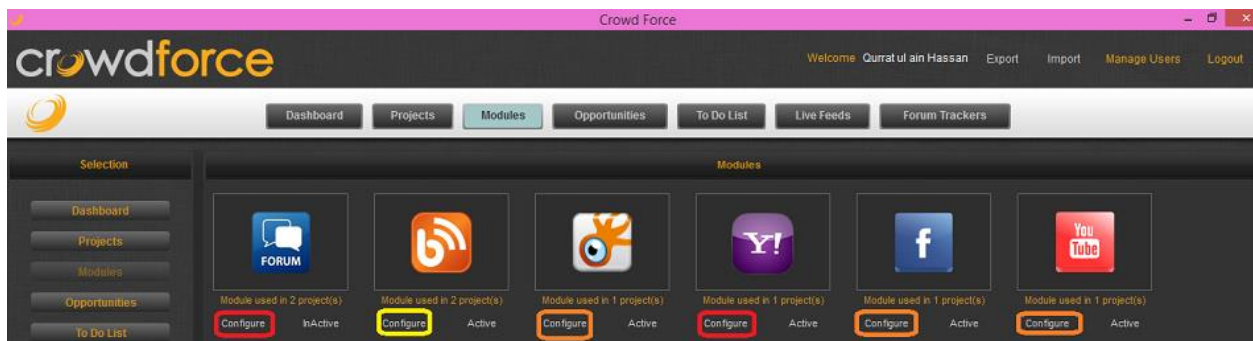 Crowd Force
crowdforce
Welcome Qurrat ul ain Hassan Export Import Manage Users Logout
Dashboard Projects Modules Opportunities To Do List Live Feeds Forum Trackers
Selection
Modules
Dashboard
Projects
Modules
Opportunities
To Do List
FORUM
b
Y!
f
You
Tube
Module used in 2 project(s) Module used in 2 project(s) Module used in 1 project(s) Module used in 1 project(s) Module used in 1 project(s) Module used in 1 project(s)
Configure InActive Configure Active Configure Active Configure Active Configure Active Configure Active